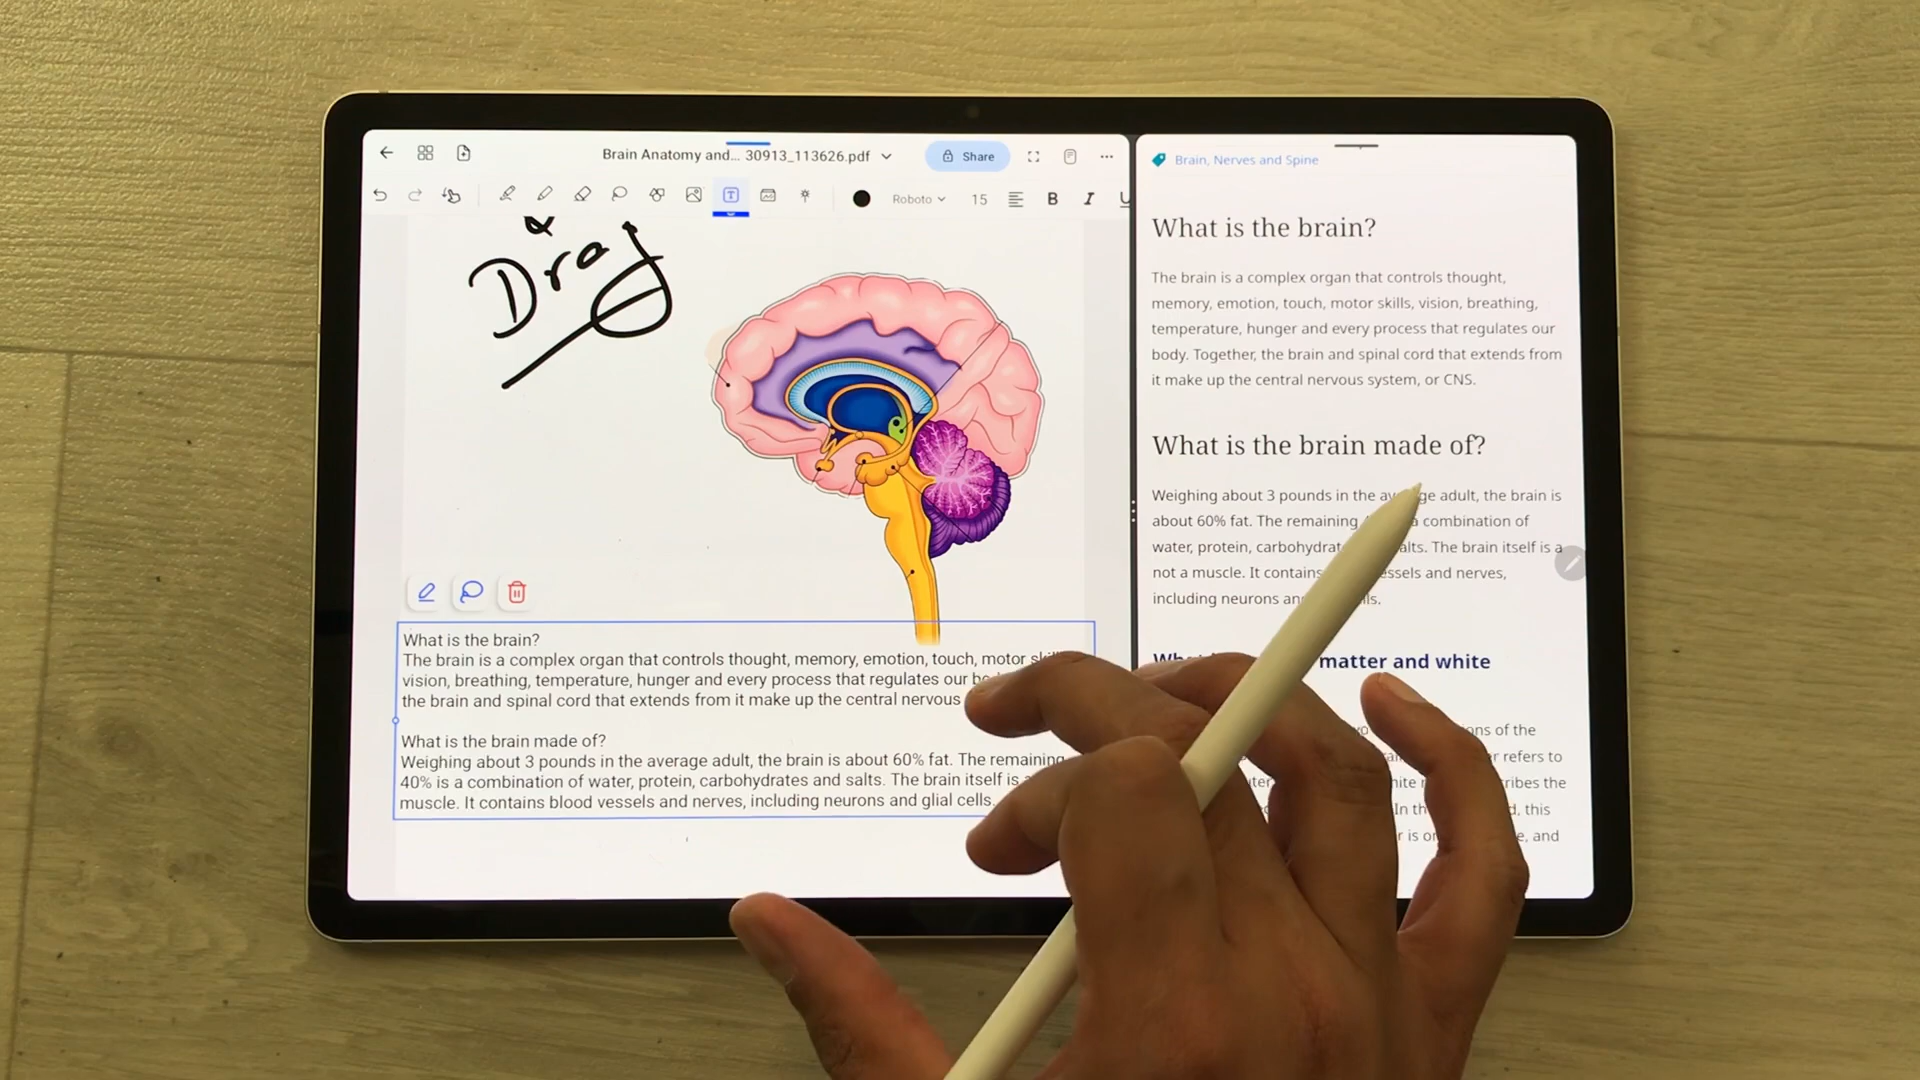 Brain Anatomy and... 30913_113626.pdf
Share
Roboto
15
B
I
U
Drag
What is the brain?
The brain is a complex organ that controls thought, memory, emotion, touch, motor
vision, breathing, temperature, hunger and every process that regulates our
the brain and spinal cord that extends from it make up the central nervous
What is the brain made of?
Weighing about 3 pounds in the average adult, the brain is about 60% fat. The remaining
40% is a combination of water, protein, carbohydrates and salts. The brain itself is
muscle. It contains blood vessels and nerves, including neurons and glial cells.
Brain, Nerves and Spine
What is the brain?
The brain is a complex organ that controls thought,
memory, emotion, touch, motor skills, vision, breathing,
temperature, hunger and every process that regulates our
body. Together, the brain and spinal cord that extends from
it make up the central nervous system, or CNS.
What is the brain made of?
Weighing about 3 pounds in the average adult, the brain is
about 60% fat. The remaining a combination of
water, protein, The brain itself is a
not a muscle. It contains vessels and nerves,
including neurons
matter and white
of the
refers to
the
In the this
is and